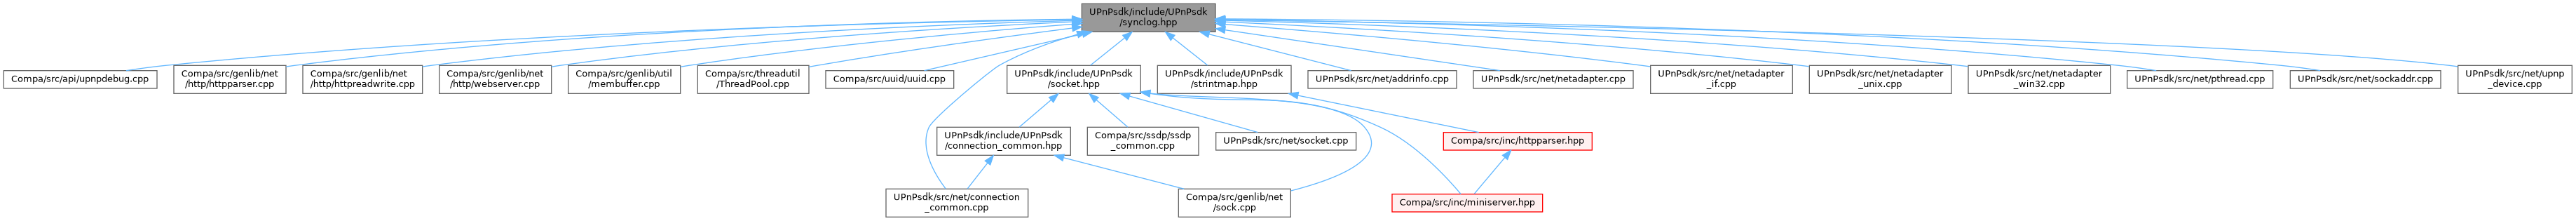 UPnPsdk/include/UPnPsdk
/synclog.hpp
Compa/src/api/upnpdebug.cpp
Compa/src/genlib/net
/http/httpparser.cpp
Compa/src/genlib/net
/http/httpreadwrite.cpp
Compa/src/genlib/net
/http/webserver.cpp
Compa/src/genlib/util
/membuffer.cpp
Compa/src/threadutil
/ThreadPool.cpp
Compa/src/uuid/uuid.cpp
UPnPsdk/include/UPnPsdk
/socket.hpp
UPnPsdk/include/UPnPsdk
/strintmap.hpp
UPnPsdk/src/net/addrinfo.cpp
UPnPsdk/src/net/netadapter.cpp
UPnPsdk/src/net/netadapter
_if.cpp
UPnPsdk/src/net/netadapter
_unix.cpp
UPnPsdk/src/net/netadapter
_win32.cpp
UPnPsdk/src/net/pthread.cpp
UPnPsdk/src/net/sockaddr.cpp
UPnPsdk/src/net/upnp
_device.cpp
UPnPsdk/include/UPnPsdk
/connection_common.hpp
Compa/src/ssdp/ssdp
_common.cpp
UPnPsdk/src/net/socket.cpp
Compa/src/inc/httpparser.hpp
UPnPsdk/src/net/connection
_common.cpp
Compa/src/genlib/net
/sock.cpp
Compa/src/inc/miniserver.hpp